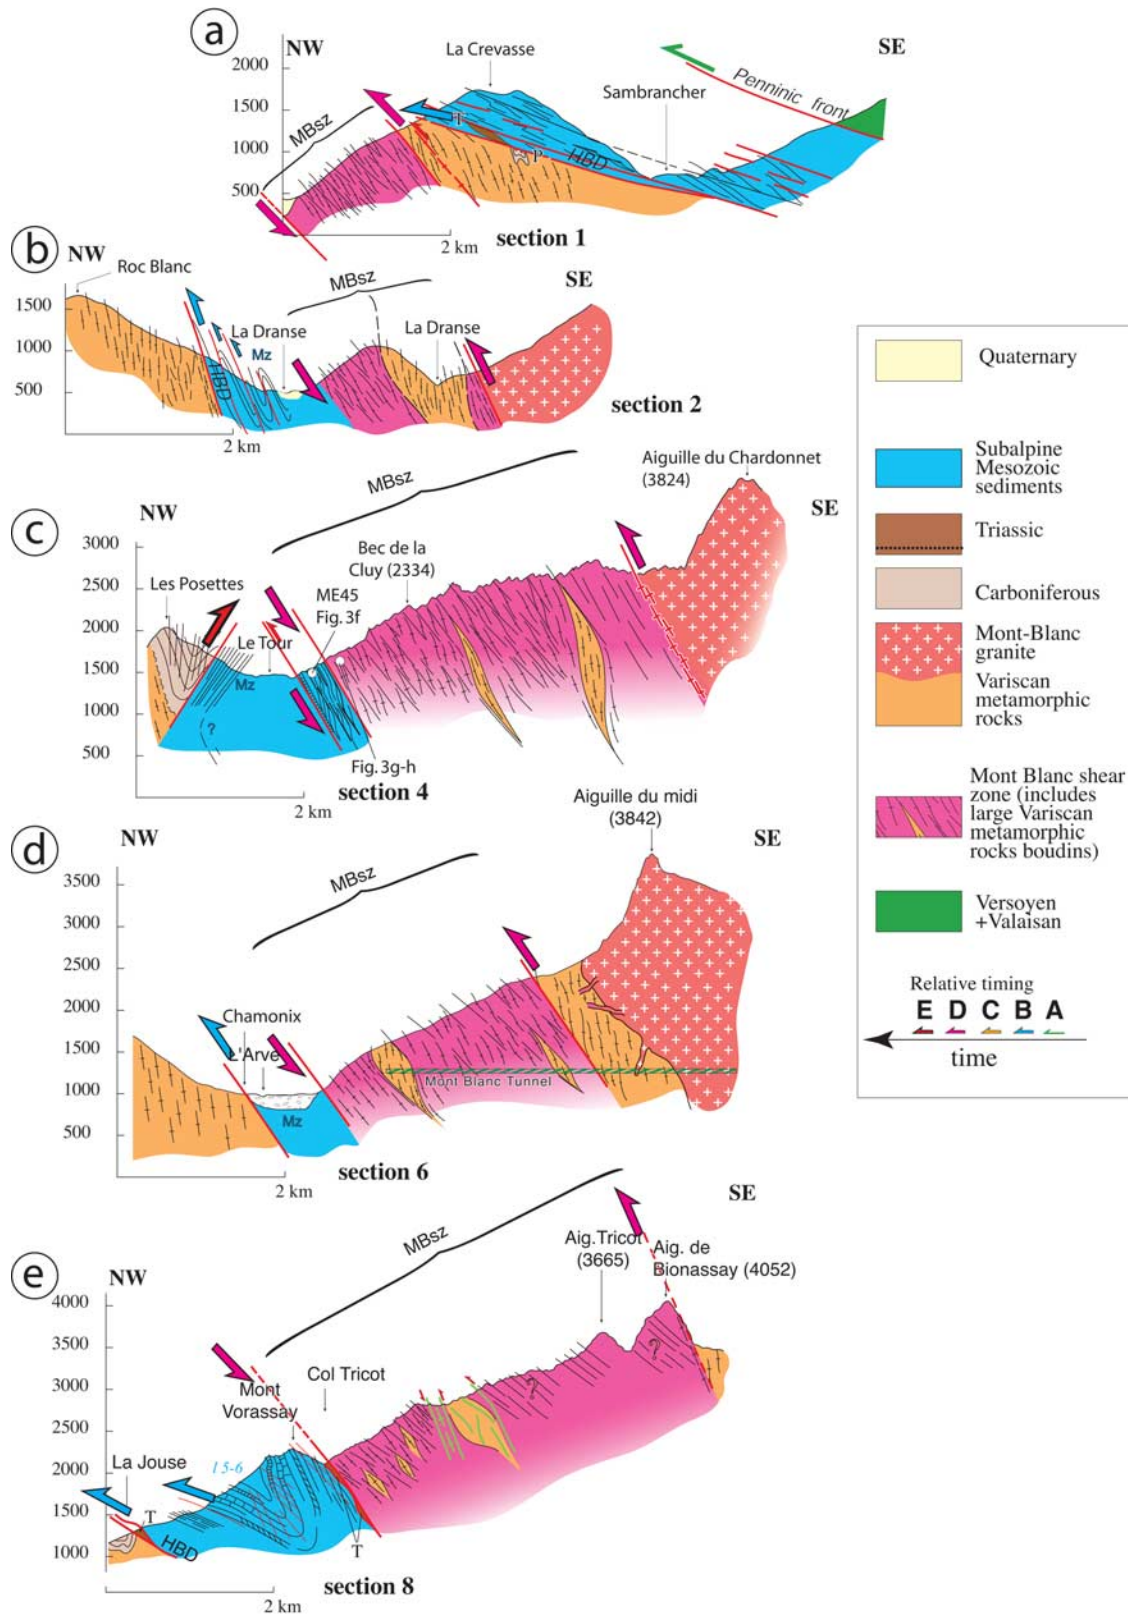 a
NW
La Crevasse
SE
2000
1500
1000
500
MBsz
T
P
HBD
Sambrancher
Penninic front
2 km
section 1
b
NW
Roc Blanc
MBsz
SE
1500
1000
500
La Dranse
Mz
HBD
La Dranse
2 km
section 2
c
NW
MBsz
Aiguille du Chardonnet
(3824)
SE
3000
2500
2000
1500
1000
500
Les Posettes
Le Tour
Mz
?
ME45
Fig. 3f
Bec de la
Cluy (2334)
Fig. 3g-h
section 4
2 km
d
NW
MBsz
Aiguille du midi
(3842)
SE
3500
3000
2500
2000
1500
1000
500
Chamonix
L'Arve
Mz
Mont Blanc Tunnel
section 6
2 km
e
NW
MBsz
SE
4000
3500
3000
2500
2000
1500
1000
La Jouse
T
HBD
l 5-6
Mont
Vorassay
Col Tricot
T
?
Aig.Tricot
(3665)
Aig. de
Bionassay (4052)
?
section 8
2 km
Quaternary
Subalpine
Mesozoic
sediments
Triassic
Carboniferous
Mont-Blanc
granite
Variscan
metamorphic
rocks
Mont Blanc shear
zone (includes
large Variscan
metamorphic
rocks boudins)
Versoyen
+Valaisan
Relative timing
E D C B A
time